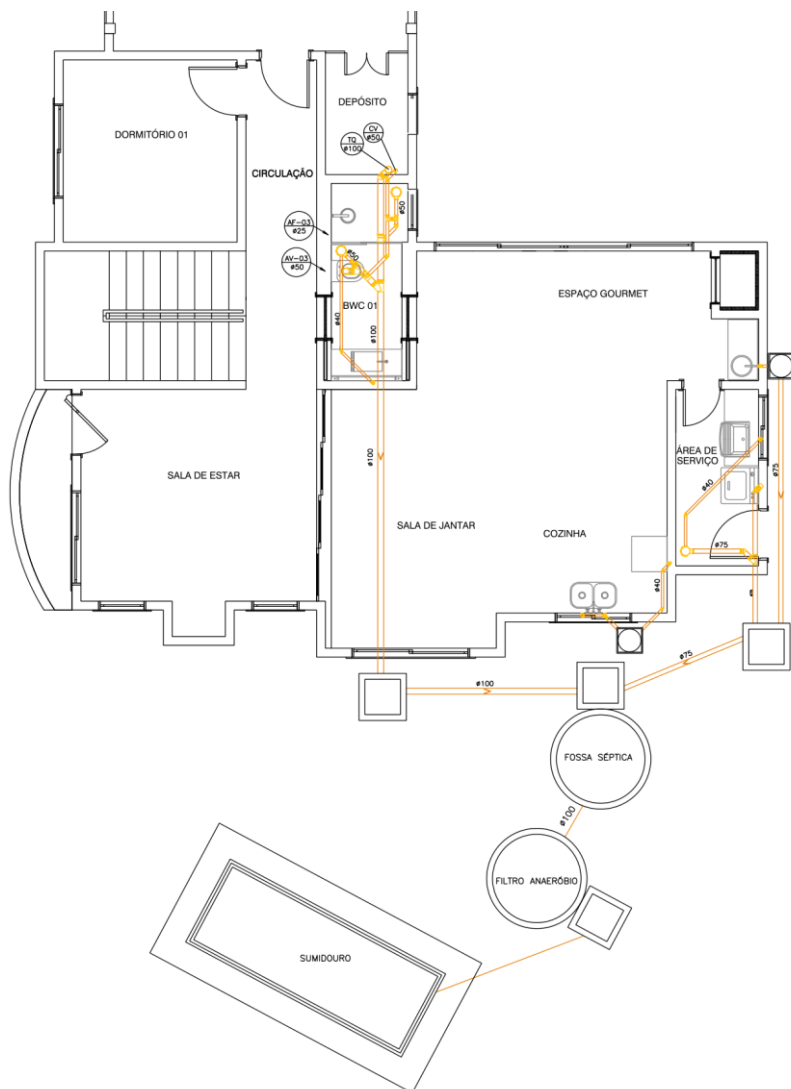 DEPÓSITO
DORMITÓRIO 01
CV
ø50
TQ
ø100
CIRCULAÇÃO
ø50
AF-03
ø25
AV-03
ø50
ø50
BWC 01
ø40
ø100
ESPAÇO GOURMET
ø100
ø75
ÁREA DE
SERVIÇO
ø40
SALA DE ESTAR
SALA DE JANTAR
COZINHA
ø75
ø40
ø75
ø100
FOSSA SÉPTICA
ø100
FILTRO ANAERÓBIO
SUMIDOURO